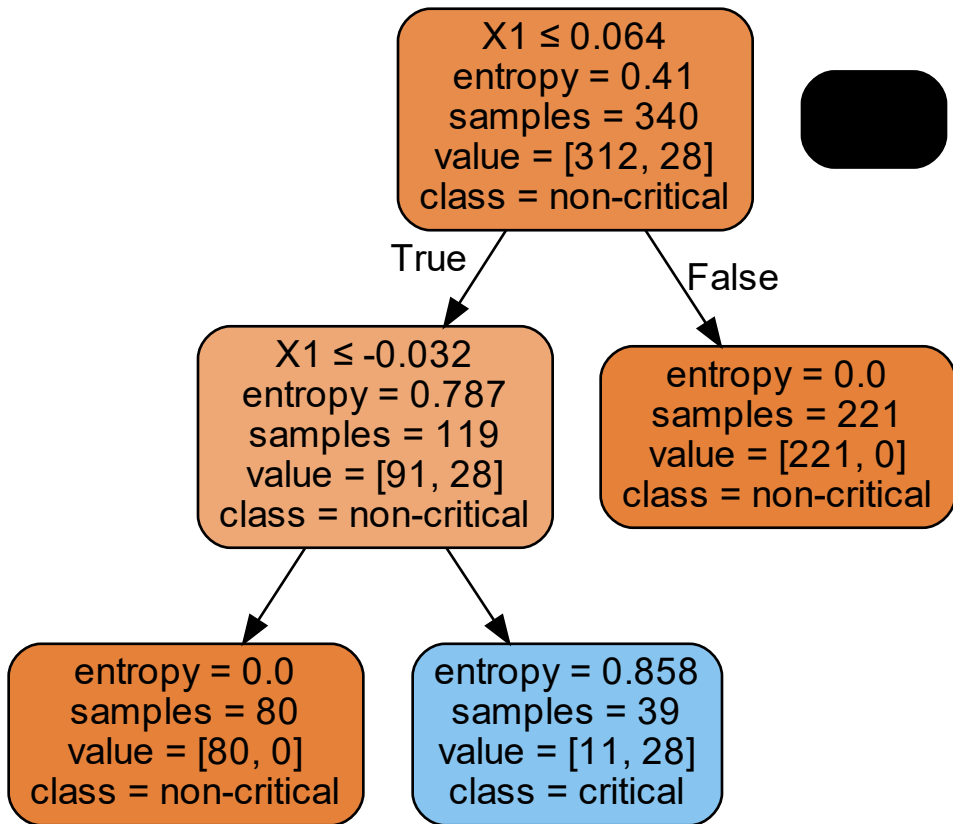 X1 ≤ 0.064
entropy = 0.41
samples = 340
value = [312, 28]
class = non-critical
True
False
X1 ≤ -0.032
entropy = 0.787
samples = 119
value = [91, 28]
class = non-critical
entropy = 0.0
samples = 221
value = [221, 0]
class = non-critical
entropy = 0.0
samples = 80
value = [80, 0]
class = non-critical
entropy = 0.858
samples = 39
value = [11, 28]
class = critical